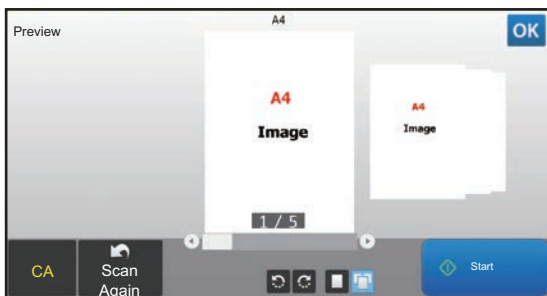 A4
Preview
OK
A4
Image
A4
Image
1 / 5
CA
Scan
Again
Start